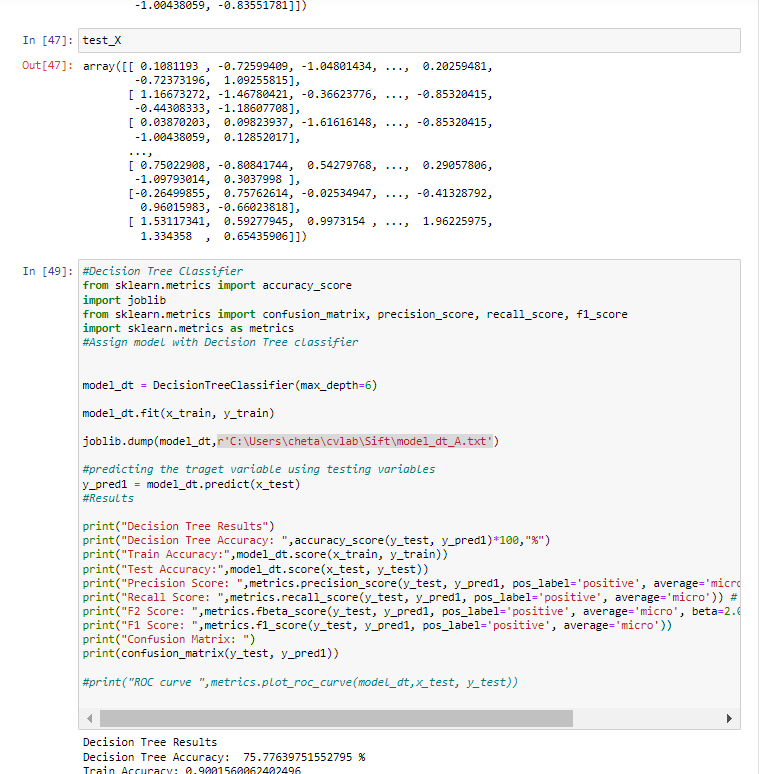 -1.00438059, -0.83551781]])
In [47]: test_X
Out[47]: array([[ 0.1081193 , -0.72599409, -1.04801434, ..., 0.20259481,
-0.72373196, 1.09255815],
[ 1.16673272, -1.46780421, -0.36623776, ..., -0.85320415,
-0.44308333, -1.18607708],
[ 0.03870203, 0.09823937, -1.61616148, ..., -0.85320415,
-1.00438059, 0.12852017],
...,
[ 0.75022908, -0.80841744, 0.54279768, ..., 0.29057806,
-1.09793014, 0.3037998 ],
[-0.26499855, 0.75762614, -0.02534947, ..., -0.41328792,
0.96015983, -0.66023818],
[ 1.53117341, 0.59277945, 0.9973154 , ..., 1.96225975,
1.334358 , 0.65435906]])
In [49]: #Decision Tree Classifier
from sklearn.metrics import accuracy_score
import joblib
from sklearn.metrics import confusion_matrix, precision_score, recall_score, f1_score
import sklearn.metrics as metrics
#Assign model with Decision Tree classifier
model_dt = DecisionTreeClassifier(max_depth=6)
model_dt.fit(x_train, y_train)
joblib.dump(model_dt,r'C:\Users\cheta\cvlab\Sift\model_dt_A.txt')
#predicting the traget variable using testing variables
y_pred1 = model_dt.predict(x_test)
#Results
print("Decision Tree Results")
print("Decision Tree Accuracy: ",accuracy_score(y_test, y_pred1)*100,"%")
print("Train Accuracy:",model_dt.score(x_train, y_train))
print("Test Accuracy:",model_dt.score(x_test, y_test))
print("Precision Score: ",metrics.precision_score(y_test, y_pred1, pos_label='positive', average='micro
print("Recall Score: ",metrics.recall_score(y_test, y_pred1, pos_label='positive', average='micro')) #
print("F2 Score: ",metrics.fbeta_score(y_test, y_pred1, pos_label='positive', average='micro', beta=2.0
print("F1 Score: ",metrics.f1_score(y_test, y_pred1, pos_label='positive', average='micro'))
print("Confusion Matrix: ")
print(confusion_matrix(y_test, y_pred1))
#print("ROC curve ",metrics.plot_roc_curve(model_dt,x_test, y_test))
Decision Tree Results
Decision Tree Accuracy: 75.77639751552795 %
Train Accuracy: 0.9001560062402496